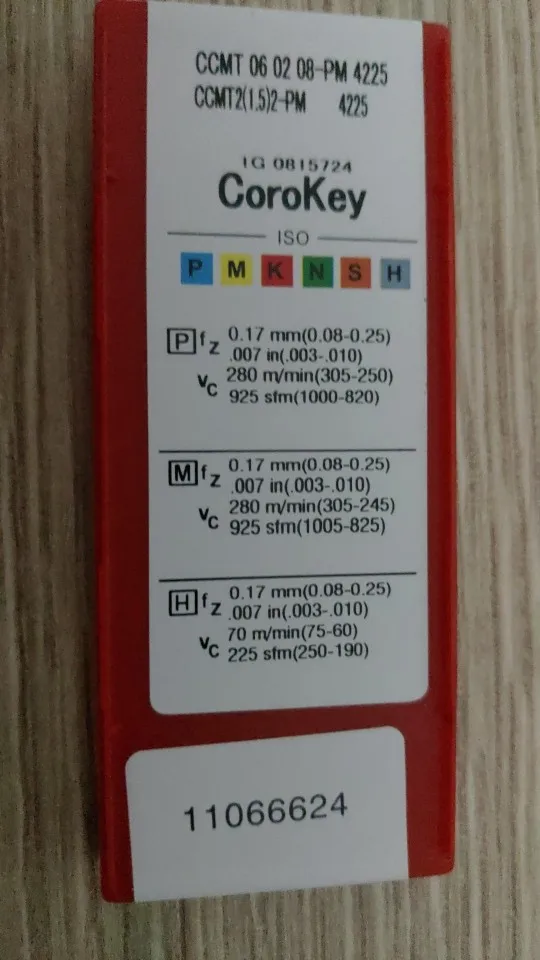 CCMT 06 02 08-PM 4225
CCMT2(1.5)2-PM 4225
1G 0815724
CoroKey
ISO
P M K N S H
P fz 0.17 mm(0.08-0.25)
.007 in(.003-.010)
vc 280 m/min(305-250)
925 sfm(1000-820)
M fz 0.17 mm(0.08-0.25)
.007 in(.003-.010)
vc 280 m/min(305-245)
925 sfm(1005-825)
H fz 0.17 mm(0.08-0.25)
.007 in(.003-.010)
vc 70 m/min(75-60)
225 sfm(250-190)
11066624